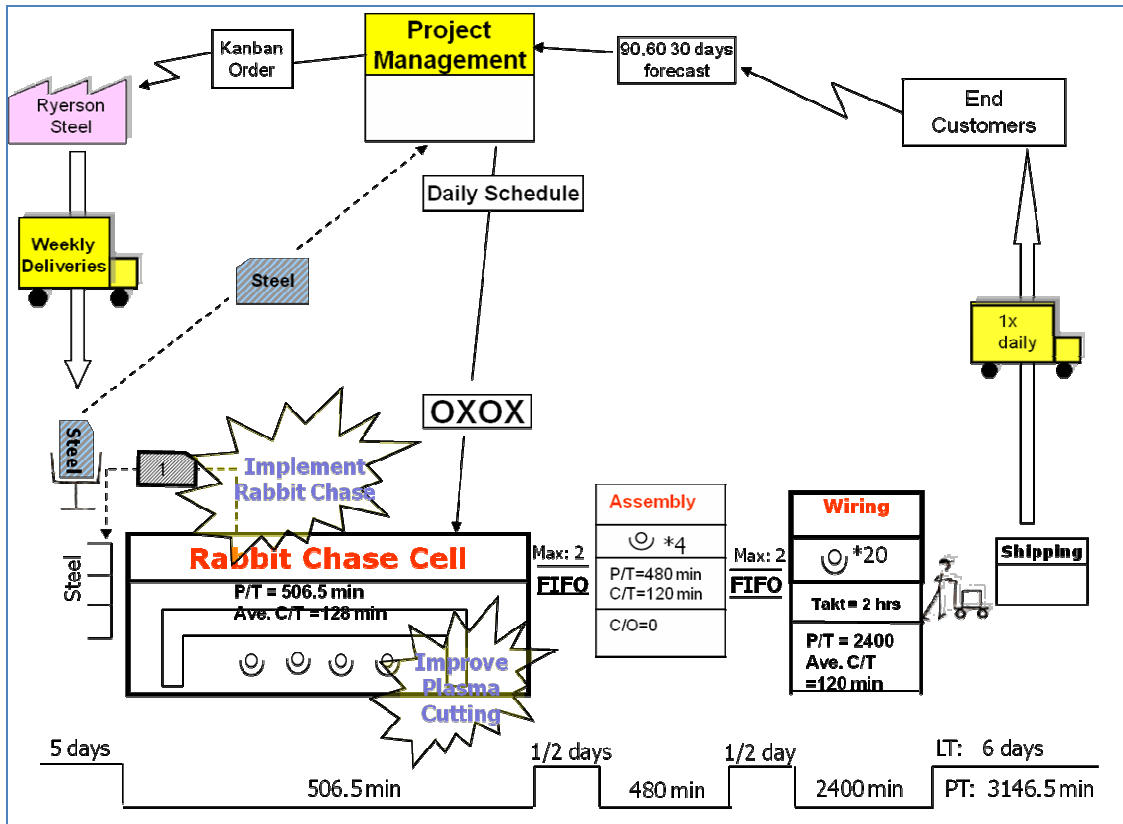 Project
Management
Kanban
Order
90,60 30 days
forecast
Ryerson
Steel
End
Customers
Daily Schedule
Weekly
Deliveries
Steel
1x
daily
OXOX
Steel
1
Implement
Rabbit Chase
Steel
Rabbit Chase Cell
P/T = 506.5 min
Ave. C/T =128 min
Improve
Plasma
Cutting
Max: 2
FIFO
Assembly
*4
P/T=480 min
C/T=120 min
C/O=0
Max: 2
FIFO
Wiring
*20
Takt = 2 hrs
P/T = 2400
Ave. C/T
=120 min
Shipping
5 days
506.5 min
1/2 days
480 min
1/2 day
2400 min
LT: 6 days
PT: 3146.5 min